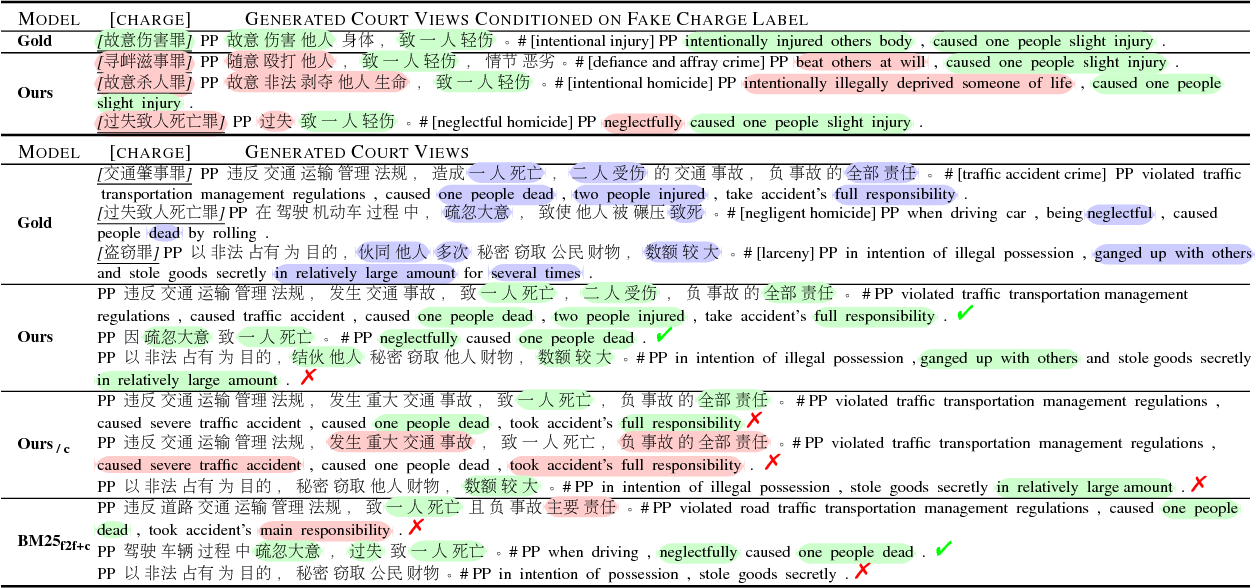 MODEL [CHARGE] GENERATED COURT VIEWS CONDITIONED ON FAKE CHARGE LABEL
Gold [故意伤害罪] PP 故意 伤害 他人 身体 ， 致 一 人 轻伤 。 # [intentional injury] PP intentionally injured others body , caused one people slight injury .
[寻衅滋事罪] PP 随意 殴打 他人 ， 致 一 人 轻伤 ， 情节 恶劣 。 # [defiance and affray crime] PP beat others at will , caused one people slight injury .
Ours [故意杀人罪] PP 故意 非法 剥夺 他人 生命 ， 致 一 人 轻伤 。 # [intentional homicide] PP intentionally illegally deprived someone of life , caused one people
slight injury .
[过失致人死亡罪] PP 过失 致 一 人 轻伤 。 # [neglectful homicide] PP neglectfully caused one people slight injury .
MODEL [CHARGE] GENERATED COURT VIEWS
[交通肇事罪] PP 违反 交通 运输 管理 法规 ， 造成 一 人 死亡 ， 二 人 受伤 的 交通 事故 ， 负 事故 的 全部 责任 。 # [traffic accident crime] PP violated traffic
transportation management regulations , caused one people dead , two people injured , take accident's full responsibility .
Gold [过失致人死亡罪] PP 在 驾驶 机动车 过程 中 ， 疏忽大意 ， 致使 他人 被 碾压 致死 。 # [negligent homicide] PP when driving car , being neglectful , caused
people dead by rolling .
[盗窃罪] PP 以 非法 占有 为 目的 ， 伙同 他人 多次 秘密 窃取 公民 财物 ， 数额 较 大 。 # [larceny] PP in intention of illegal possession , ganged up with others
and stole goods secretly in relatively large amount for several times .
PP 违反 交通 运输 管理 法规 ， 发生 交通 事故 ， 致 一 人 死亡 ， 二 人 受伤 ， 负 事故 的 全部 责任 。 # PP violated traffic transportation management
regulations , caused traffic accident , caused one people dead , two people injured , take accident's full responsibility . ✓
Ours PP 因 疏忽大意 致 一 人 死亡 。 # PP neglectfully caused one people dead . ✓
PP 以 非法 占有 为 目的 ， 结伙 他人 秘密 窃取 他人 财物 ， 数额 较 大 。 # PP in intention of illegal possession , ganged up with others and stole goods secretly
in relatively large amount . ✗
PP 违反 交通 运输 管理 法规 ， 发生 重大 交通 事故 ， 致 一 人 死亡 ， 负 事故 的 全部 责任 。 # PP violated traffic transportation management regulations ,
caused severe traffic accident , caused one people dead , took accident's full responsibility ✗
Ours / c PP 违反 交通 运输 管理 法规 ， 发生 重大 交通 事故 ， 致 一 人 死亡 ， 负 事故 的 全部 责任 。 # PP violated traffic transportation management regulations ,
caused severe traffic accident , caused one people dead , took accident's full responsibility . ✗
PP 以 非法 占有 为 目的 ， 秘密 窃取 他人 财物 ， 数额 较 大 。 # PP in intention of illegal possession , stole goods secretly in relatively large amount . ✗
PP 违反 道路 交通 运输 管理 法规 ， 致 一 人 死亡 且 负 事故 主要 责任 。 # PP violated road traffic transportation management regulations , caused one people
dead , took accident's main responsibility . ✗
BM25f2f+c PP 驾驶 车辆 过程 中 疏忽大意 ， 过失 致 一 人 死亡 。 # PP when driving , neglectfully caused one people dead . ✓
PP 以 非法 占有 为 目的 ， 秘密 窃取 公民 财物 。 # PP in intention of possession , stole goods secretly . ✗